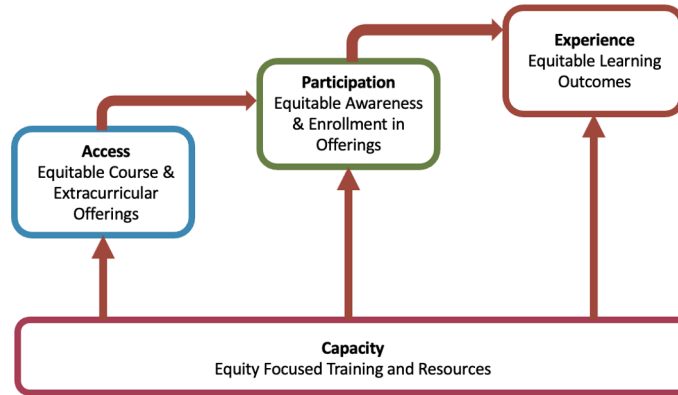 Experience
Equitable Learning
Outcomes
Participation
Equitable Awareness
& Enrollment in
Offerings
Access
Equitable Course &
Extracurricular
Offerings
Capacity
Equity Focused Training and Resources